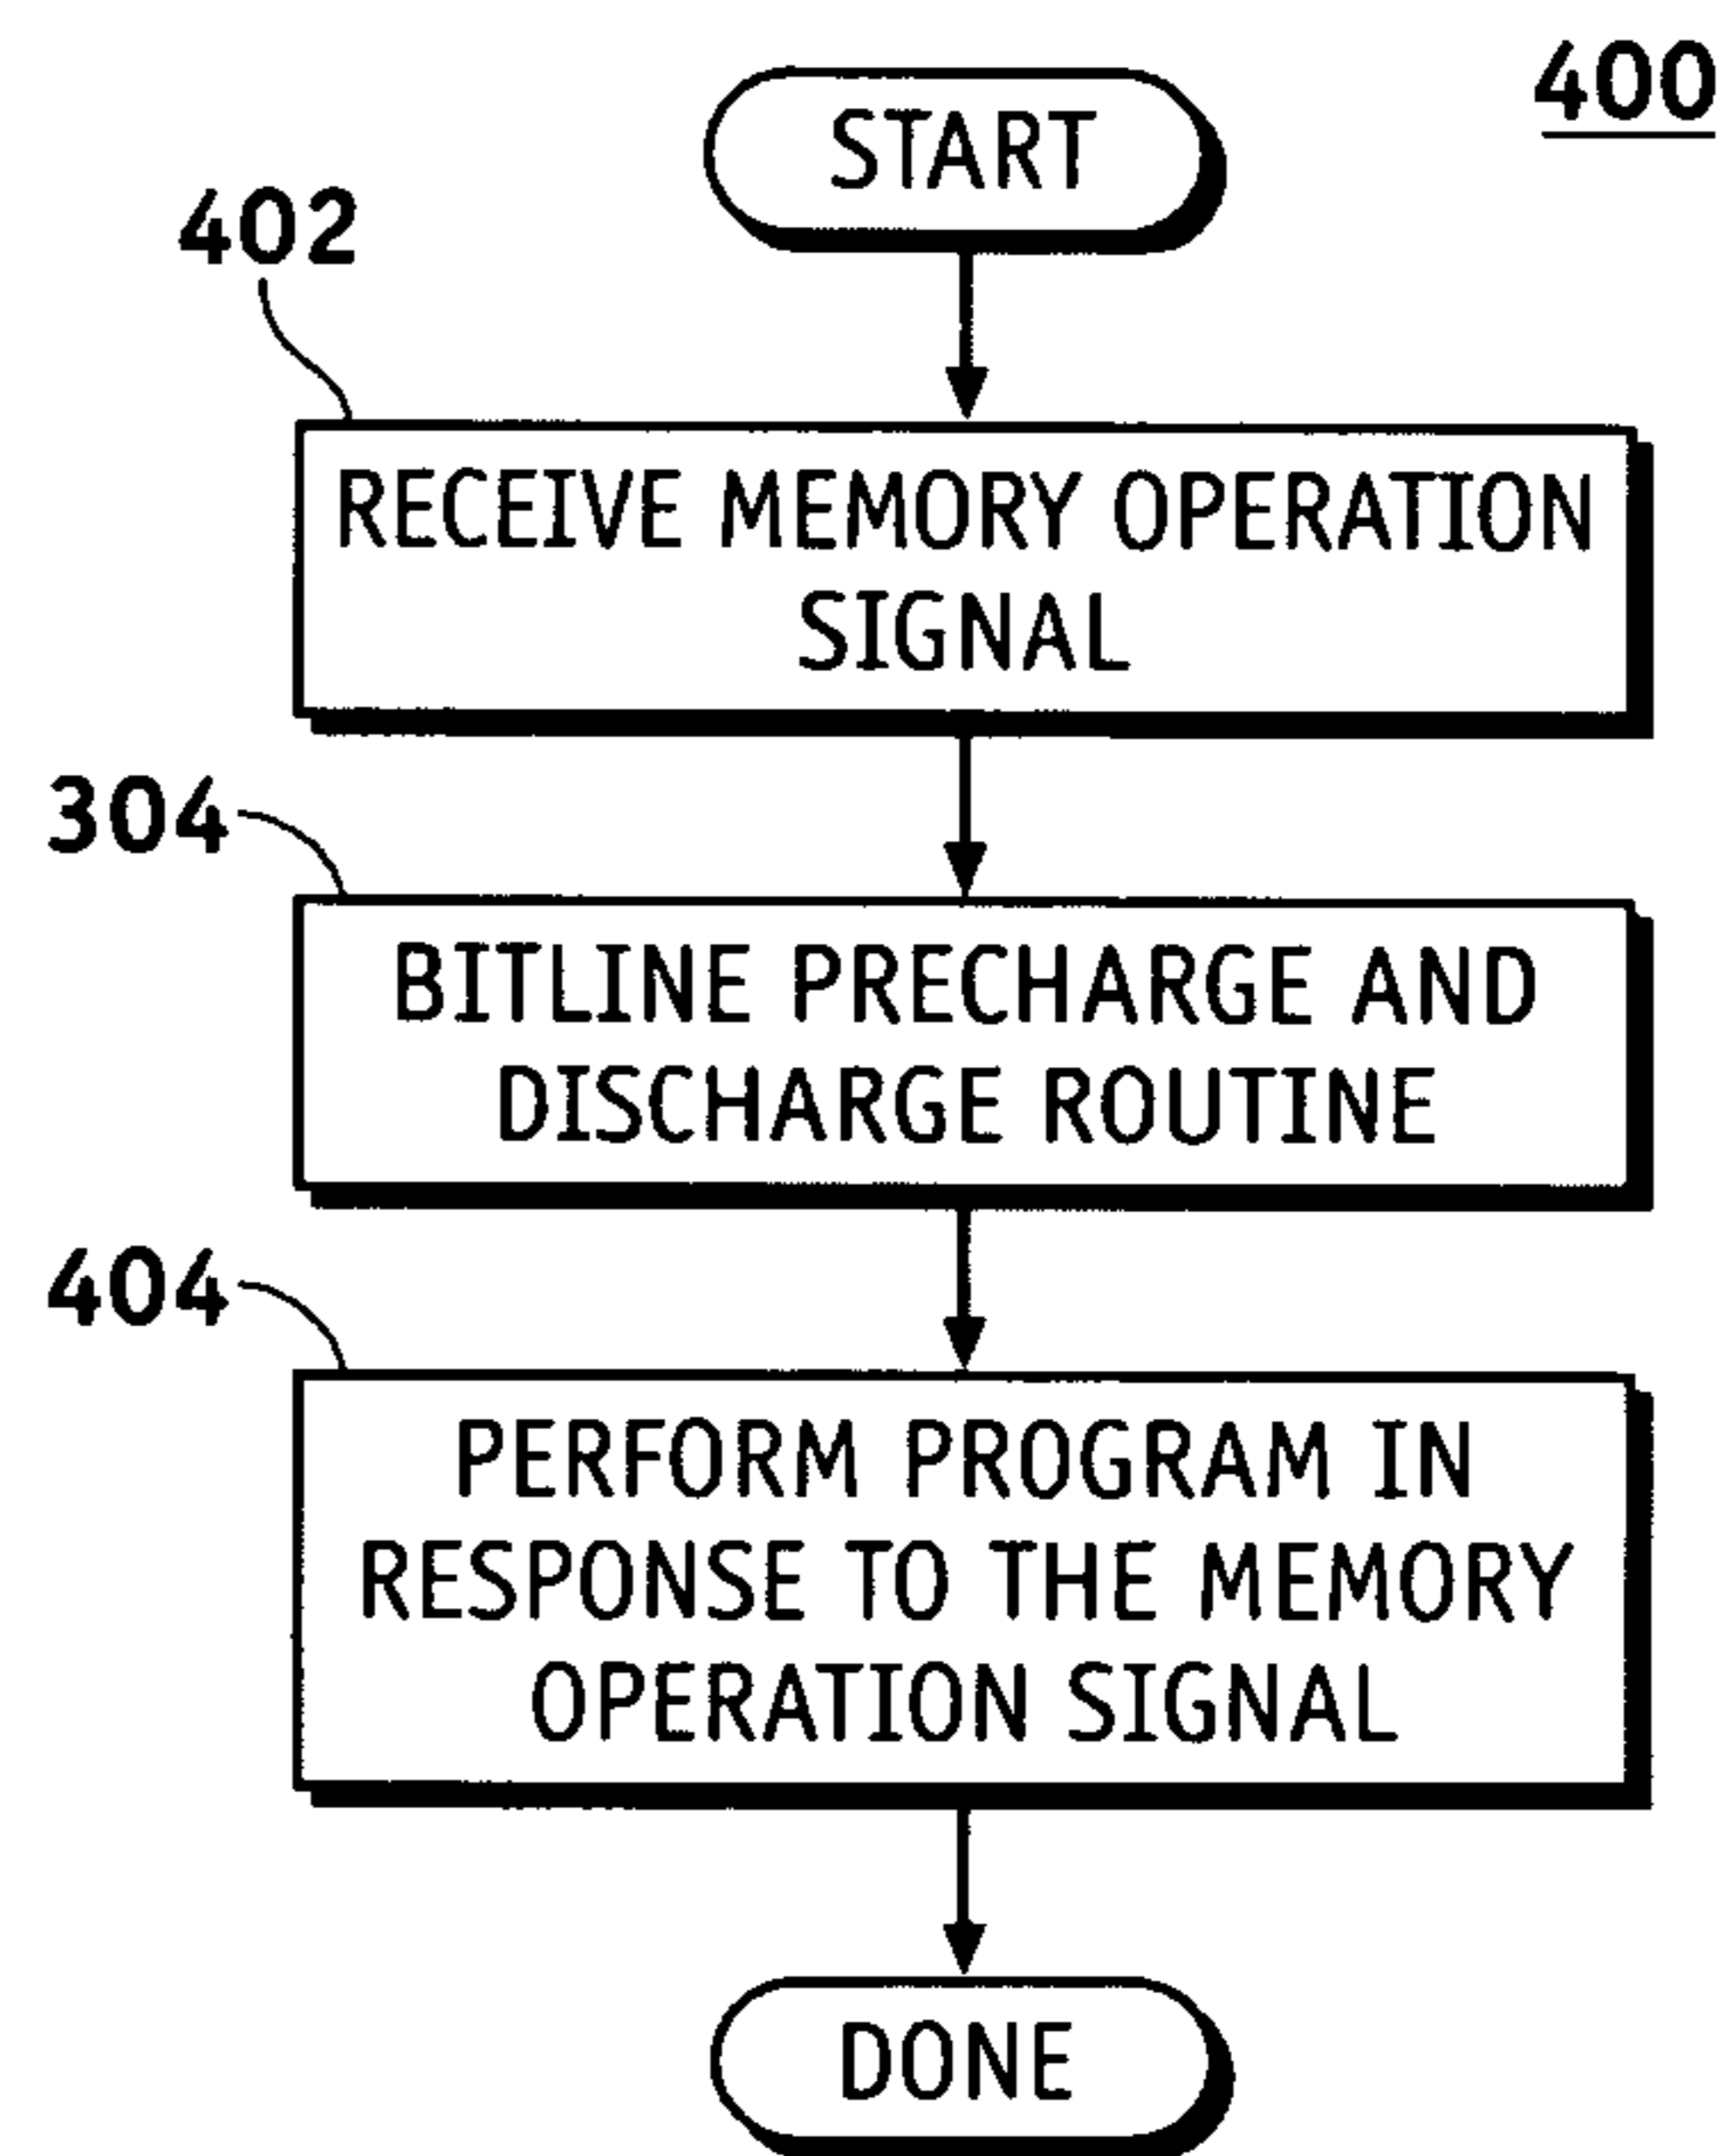 400
START
402
RECEIVE MEMORY OPERATION
SIGNAL
304
BITLINE PRECHARGE AND
DISCHARGE ROUTINE
404
PERFORM PROGRAM IN
RESPONSE TO THE MEMORY
OPERATION SIGNAL
DONE